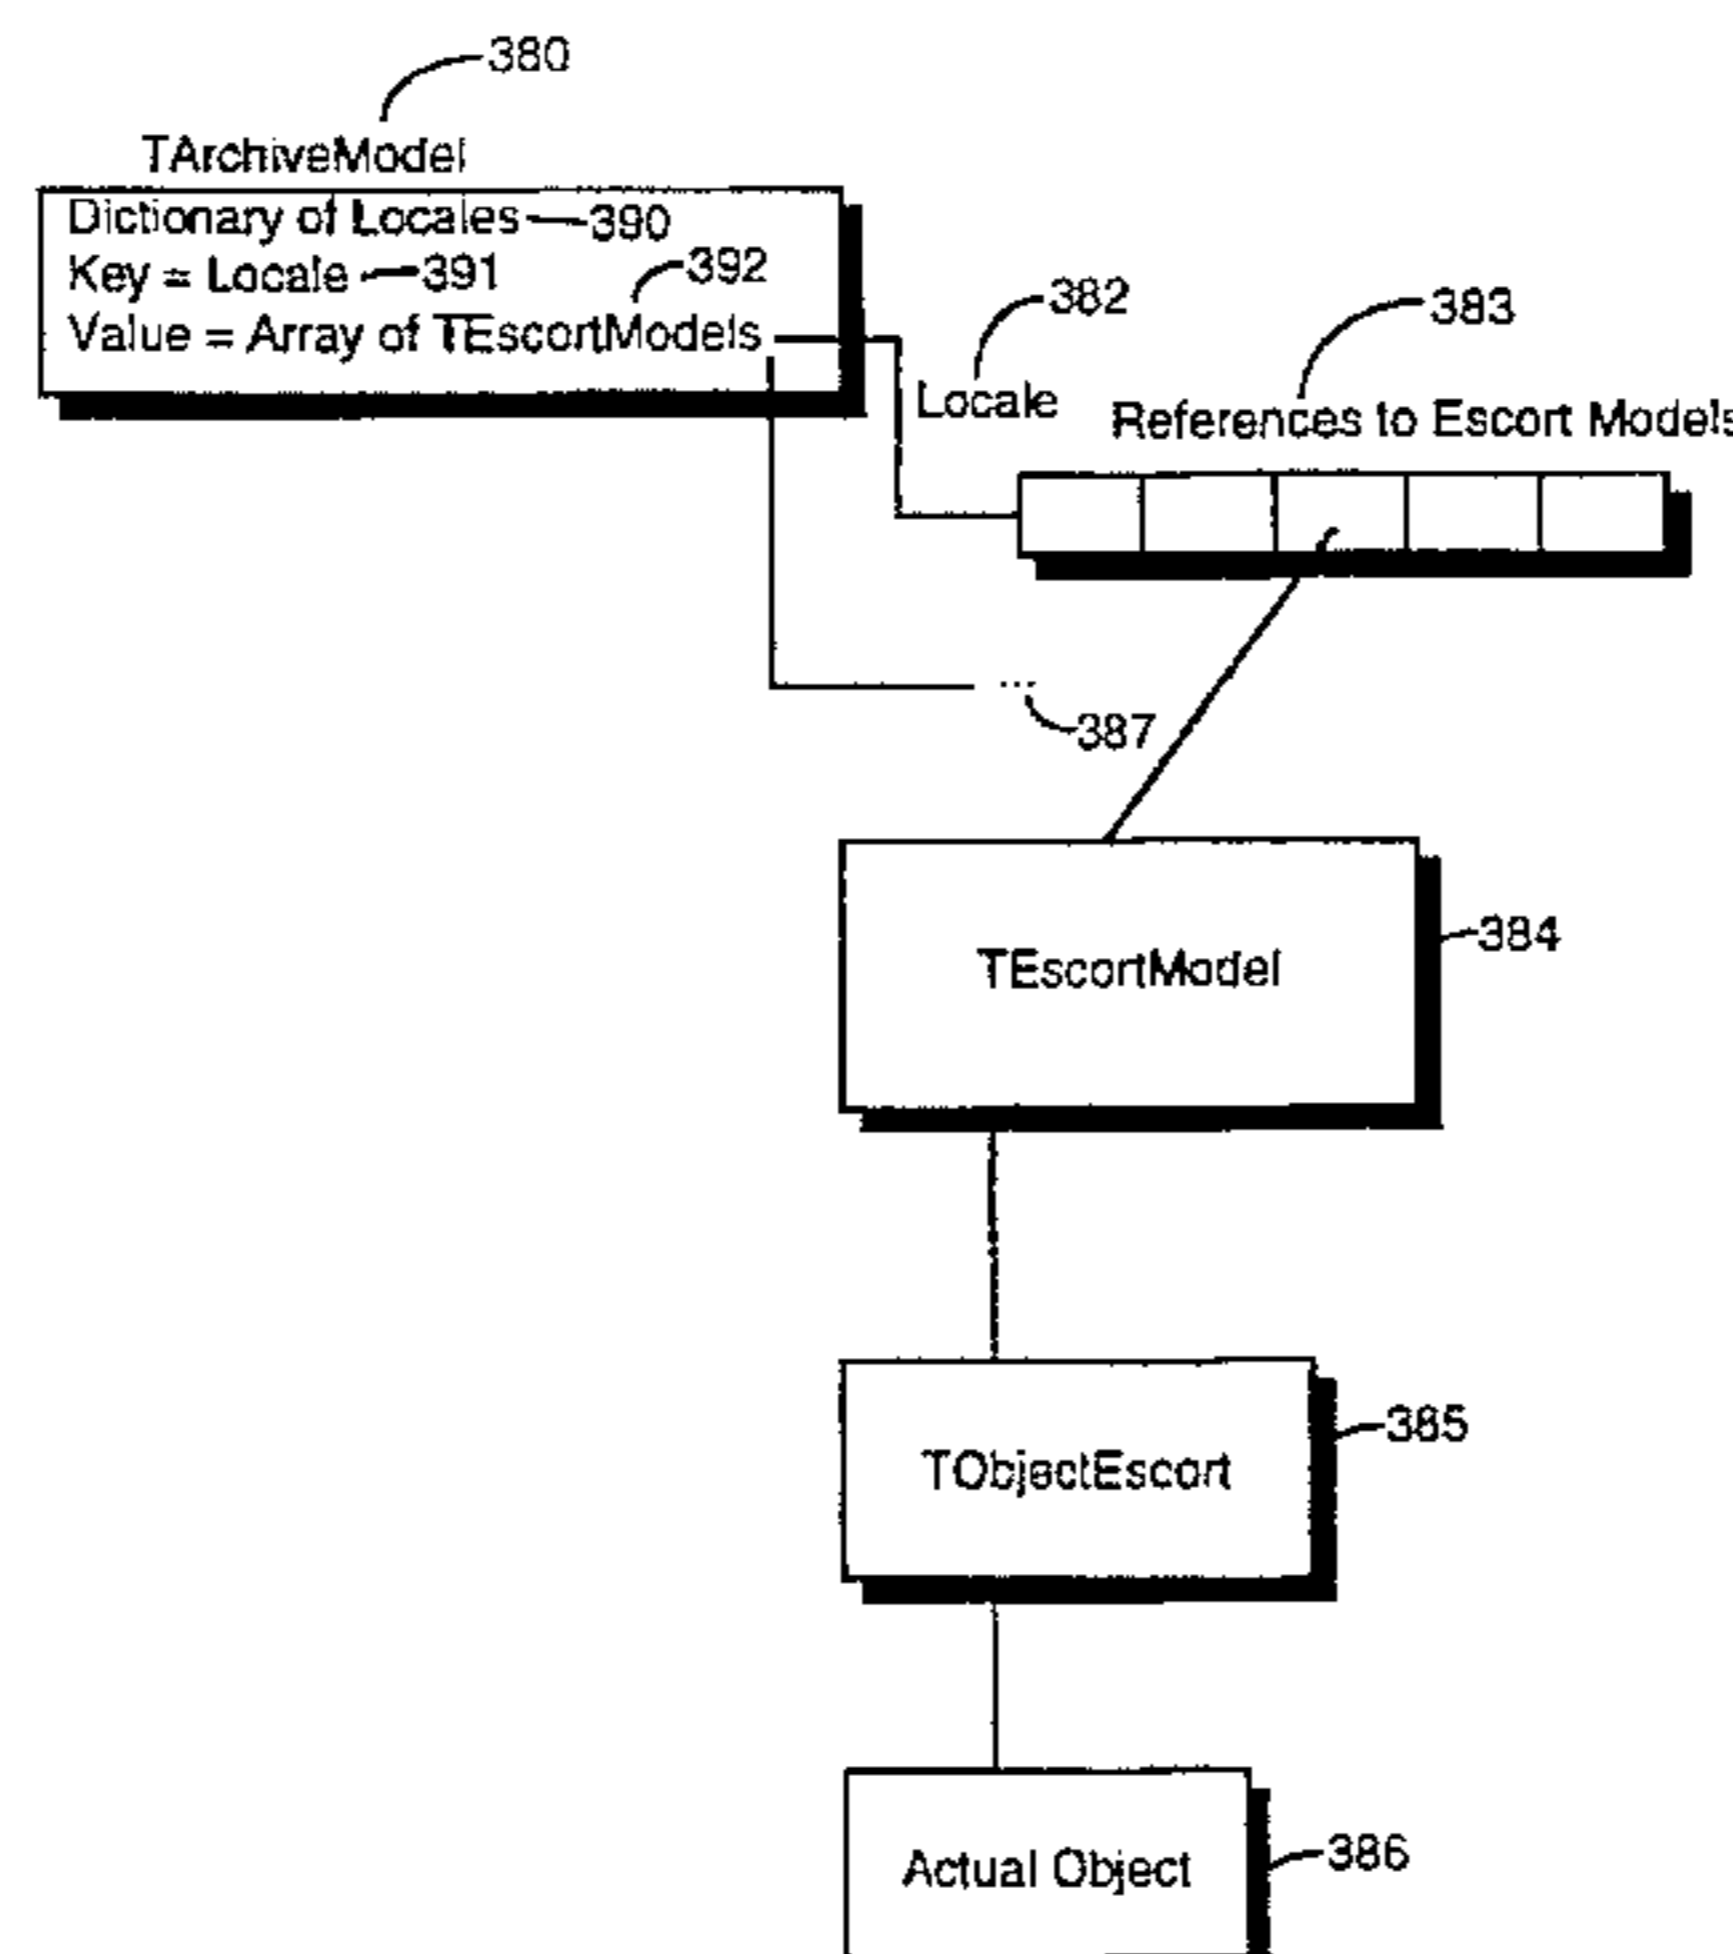 380
TArchiveModel
Dictionary of Locales 390
Key = Locale 391
392
Value = Array of TEscortModels
382
383
Locale
References to Escort Models
387
TEscortModel
384
TObjectEscort
385
Actual Object
386